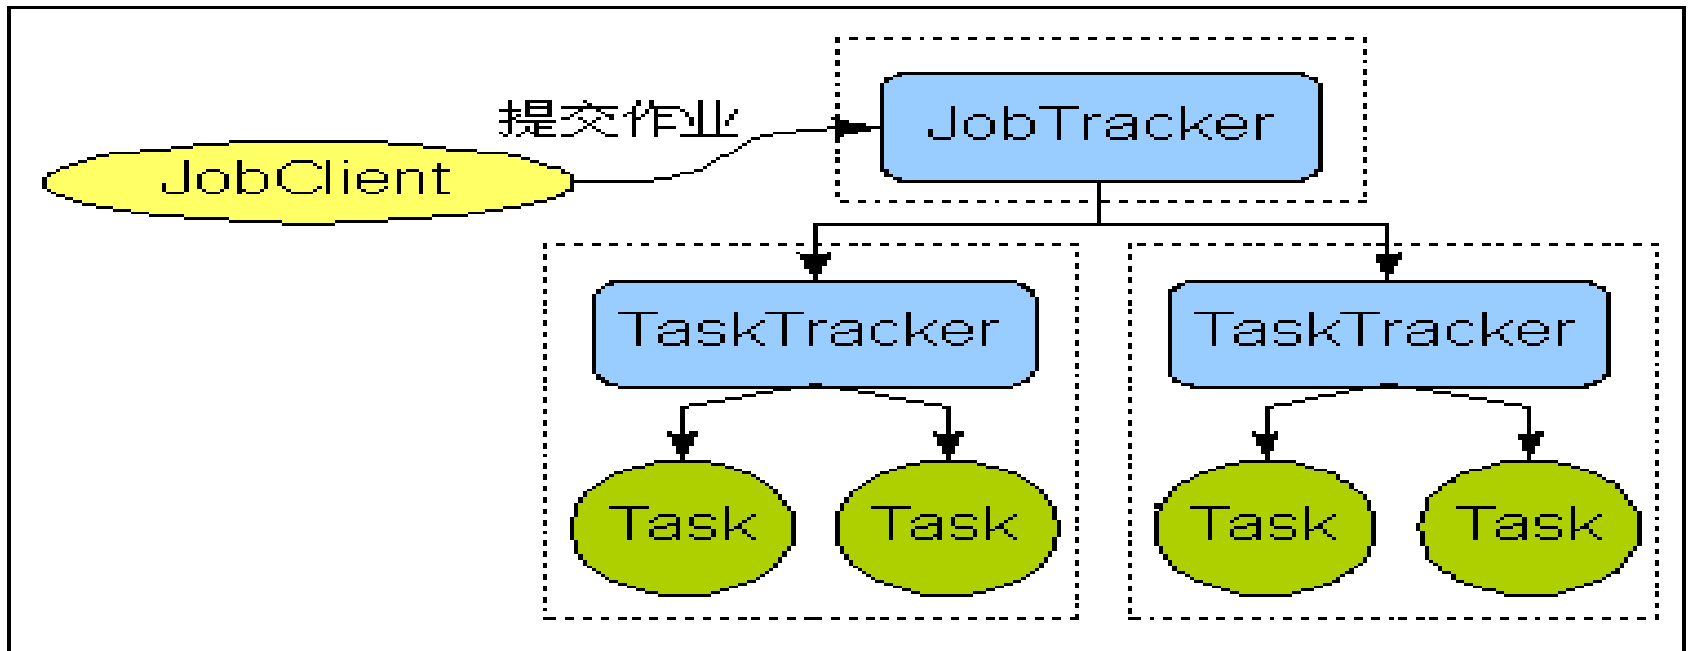 提交作业
JobTracker
JobClient
TaskTracker
TaskTracker
Task
Task
Task
Task